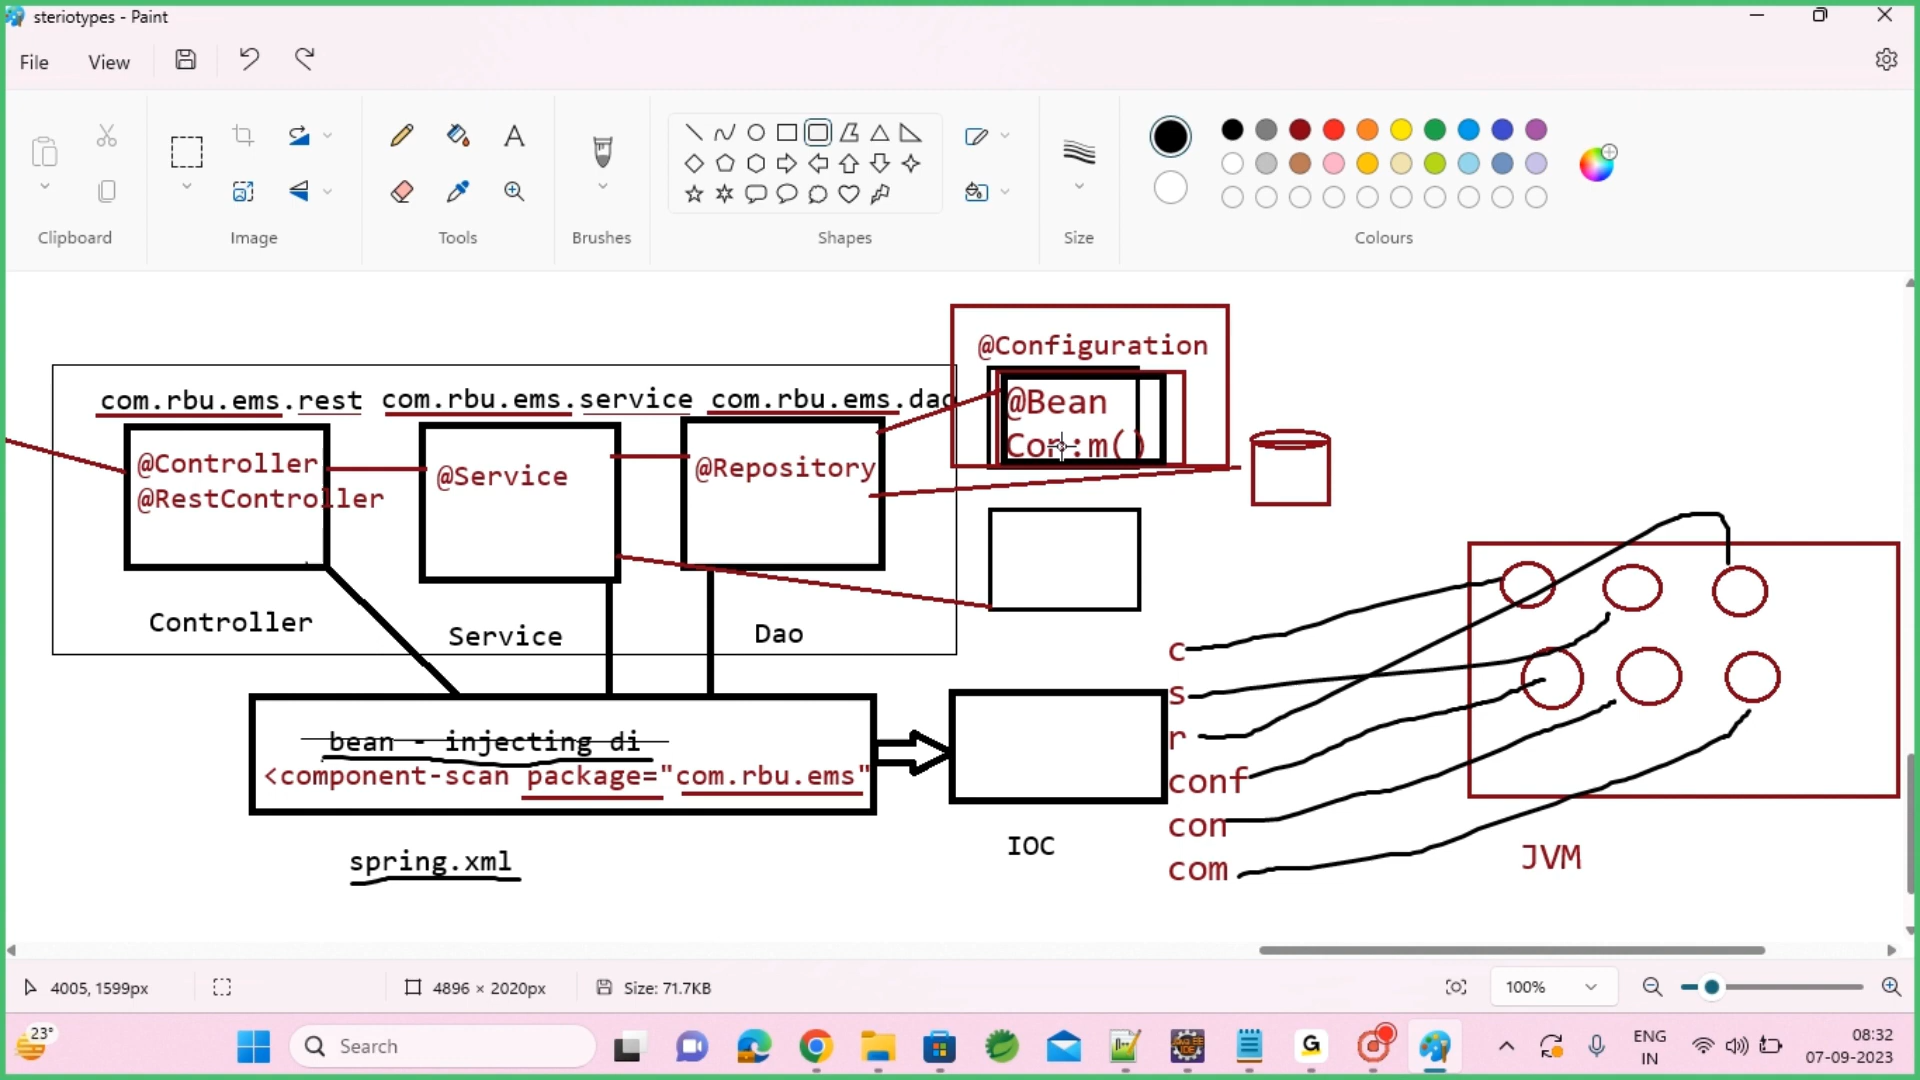 steriotypes - Paint
File
View
Clipboard
Image
Tools
Brushes
Shapes
Size
Colours
@Configuration
com.rbu.ems.rest
com.rbu.ems.service
com.rbu.ems.dao
@Bean
Con:m()
@Controller
@RestController
@Service
@Repository
Controller
Service
Dao
c
s
r
conf
con
com
bean - injecting di
<component-scan package="com.rbu.ems"
IOC
JVM
spring.xml
4005, 1599px
4896 × 2020px
Size: 71.7KB
100%
23°
Search
ENG
IN
08:32
07-09-2023